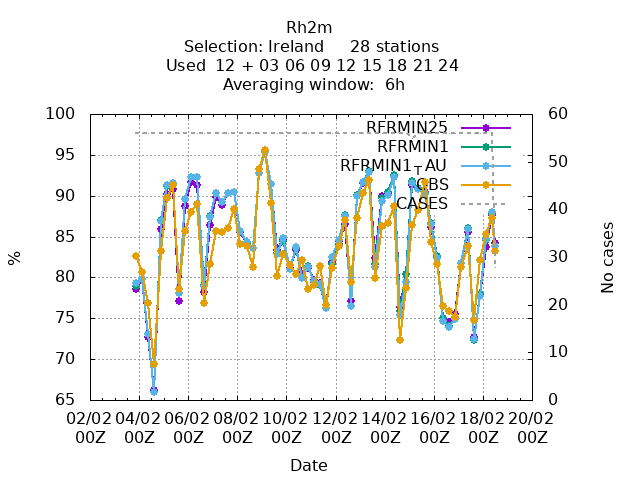 Rh2m
Selection: Ireland     28 stations
Used  12 + 03 06 09 12 15 18 21 24
Averaging window:  6h
RFRMIN25
RFRMIN1
RFRMIN1_TAU
OBS
CASES
100
95
90
85
80
75
70
65
%
60
50
40
30
20
10
0
No cases
02/02 04/02 06/02 08/02 10/02 12/02 14/02 16/02 18/02 20/02
00Z 00Z 00Z 00Z 00Z 00Z 00Z 00Z 00Z 00Z
Date